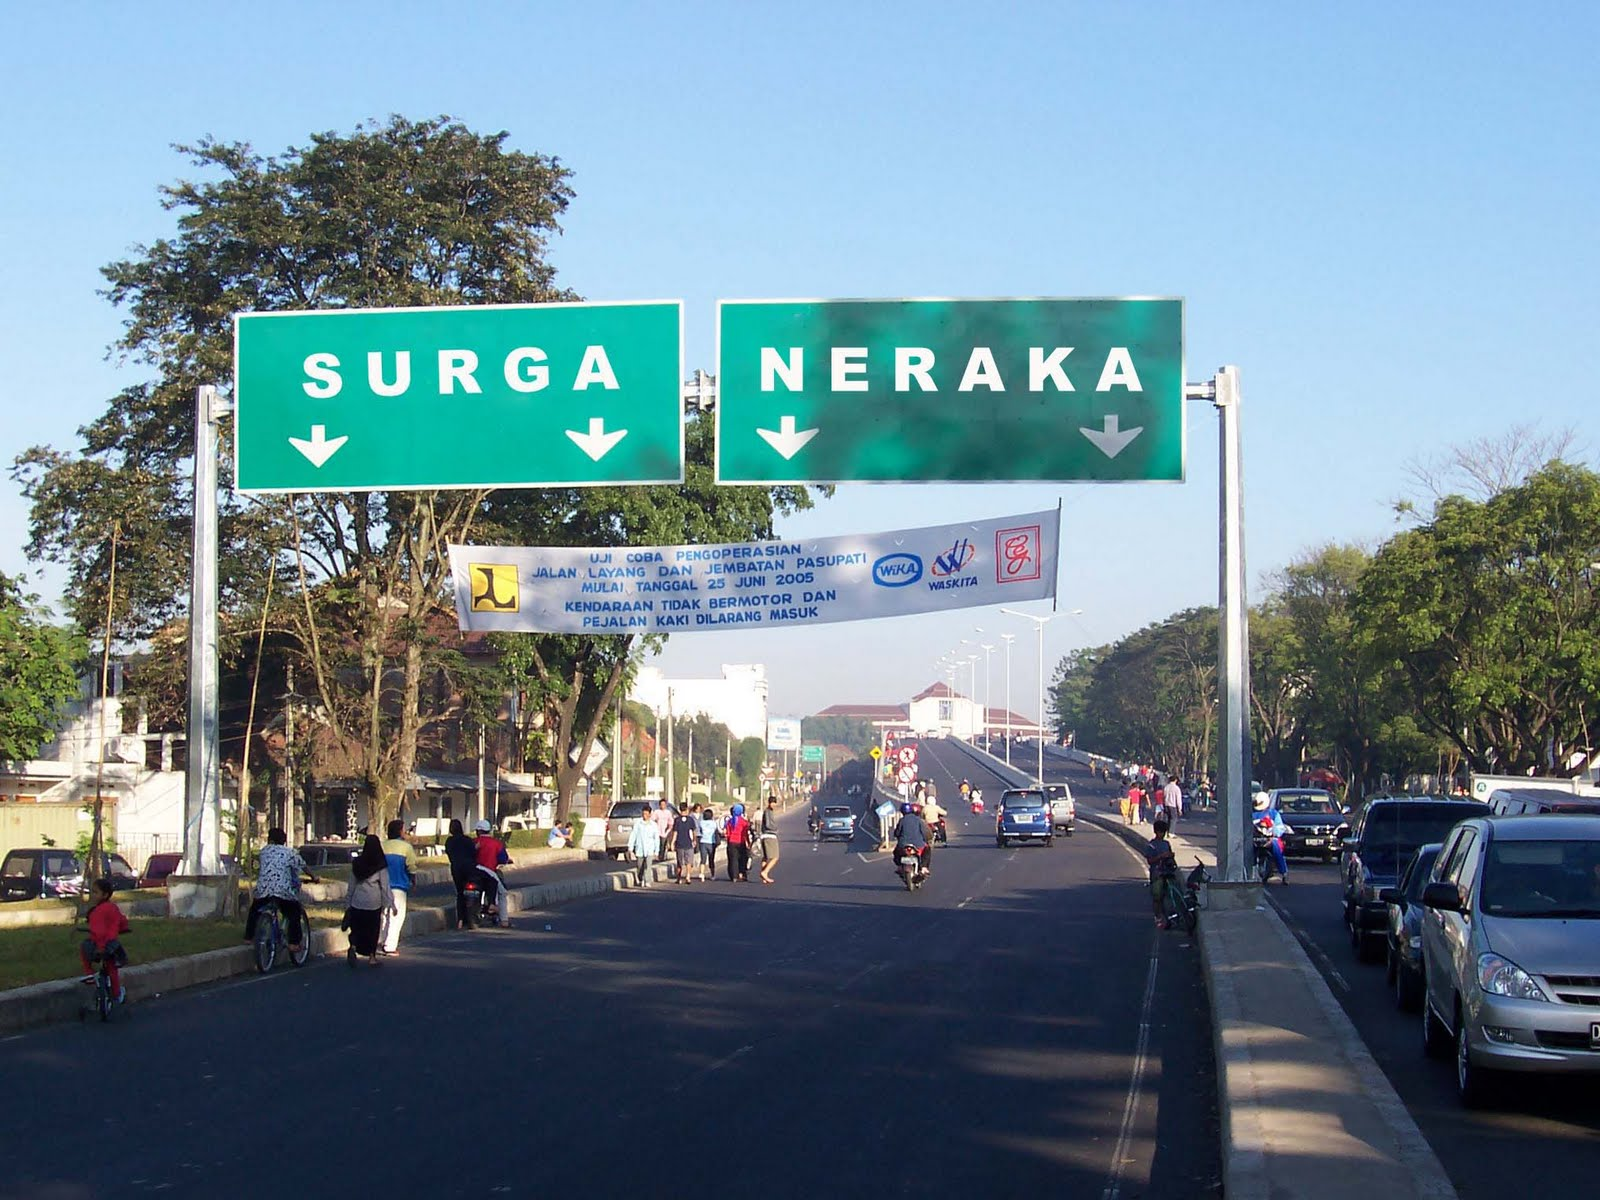 SURGA
NERAKA
UJI COBA PENGOPERASIAN
JALAN LAYANG DAN JEMBATAN PASUPATI
MULAI TANGGAL 25 JUNI 2005
KENDARAAN TIDAK BERMOTOR DAN
PEJALAN KAKI DILARANG MASUK
WIKA
WASKITA